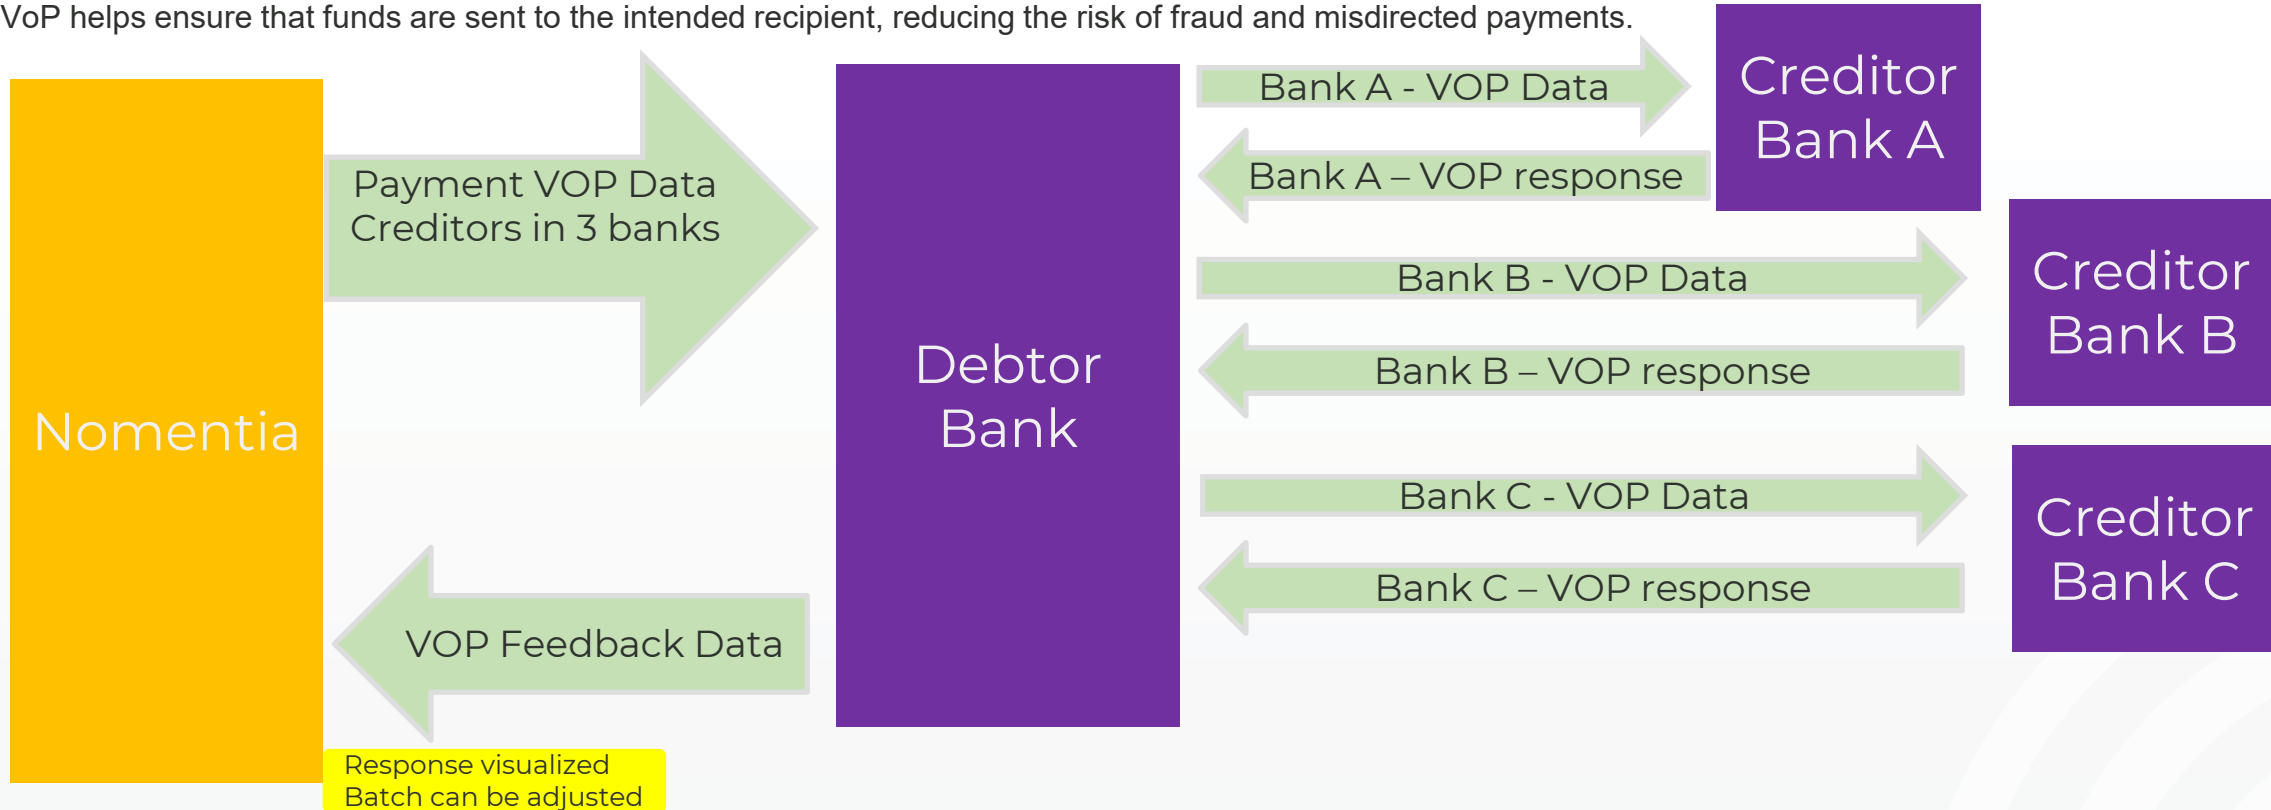 VoP helps ensure that funds are sent to the intended recipient, reducing the risk of fraud and misdirected payments.
Nomentia
Payment VOP Data
Creditors in 3 banks
VOP Feedback Data
Response visualized
Batch can be adjusted
Debtor
Bank
Bank A - VOP Data
Bank A – VOP response
Creditor
Bank A
Bank B - VOP Data
Bank B – VOP response
Creditor
Bank B
Bank C - VOP Data
Bank C – VOP response
Creditor
Bank C